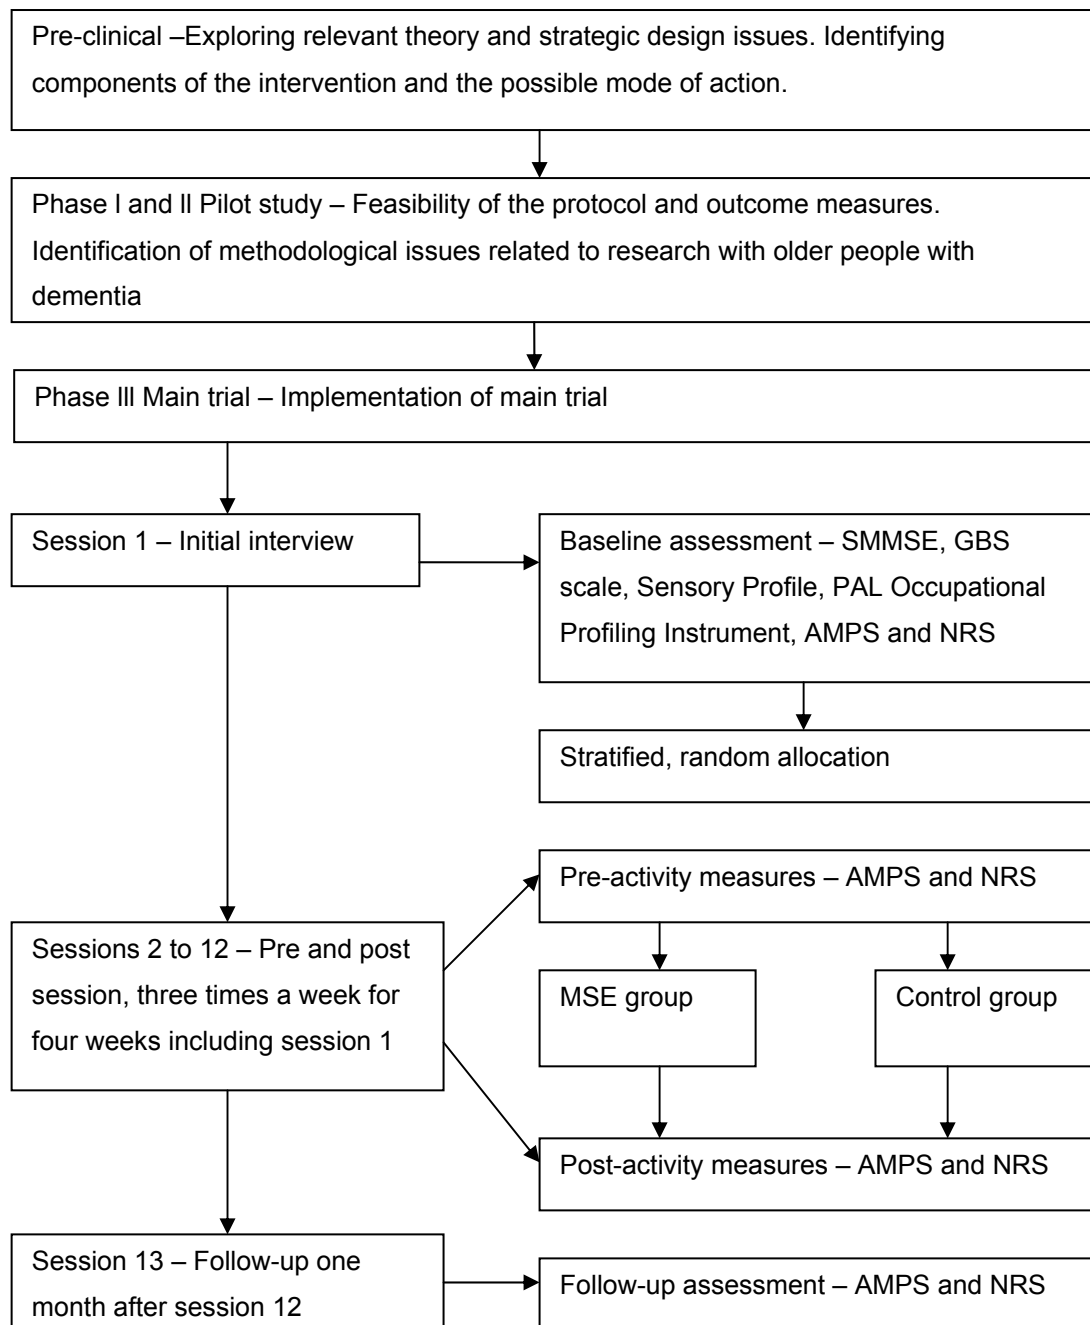 Pre-clinical –Exploring relevant theory and strategic design issues. Identifying
components of the intervention and the possible mode of action.
Phase I and II Pilot study – Feasibility of the protocol and outcome measures.
Identification of methodological issues related to research with older people with
dementia
Phase III Main trial – Implementation of main trial
Session 1 – Initial interview
Baseline assessment – SMMSE, GBS
scale, Sensory Profile, PAL Occupational
Profiling Instrument, AMPS and NRS
Stratified, random allocation
Pre-activity measures – AMPS and NRS
Sessions 2 to 12 – Pre and post
session, three times a week for
four weeks including session 1
MSE group
Control group
Post-activity measures – AMPS and NRS
Session 13 – Follow-up one
month after session 12
Follow-up assessment – AMPS and NRS